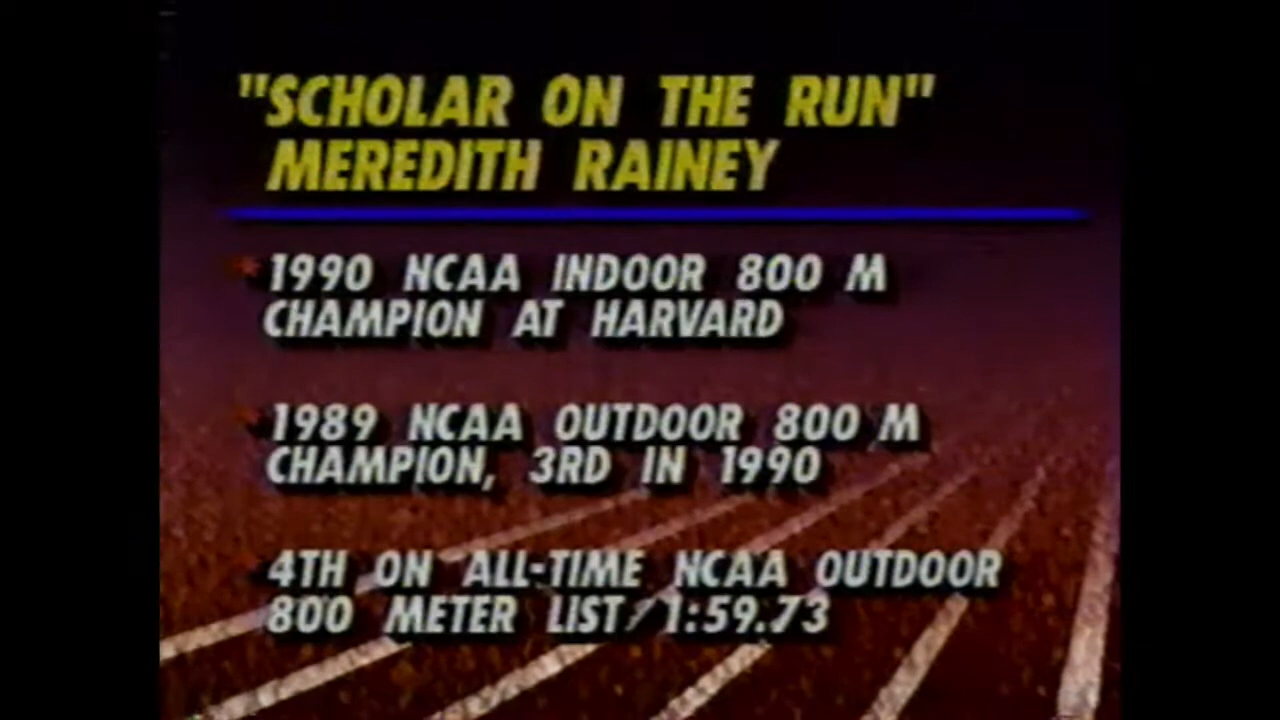 "SCHOLAR ON THE RUN"
MEREDITH RAINEY
* 1990 NCAA INDOOR 800 M
CHAMPION AT HARVARD
* 1989 NCAA OUTDOOR 800 M
CHAMPION, 3RD IN 1990
4TH ON ALL-TIME NCAA OUTDOOR
800 METER LIST/1:59.73